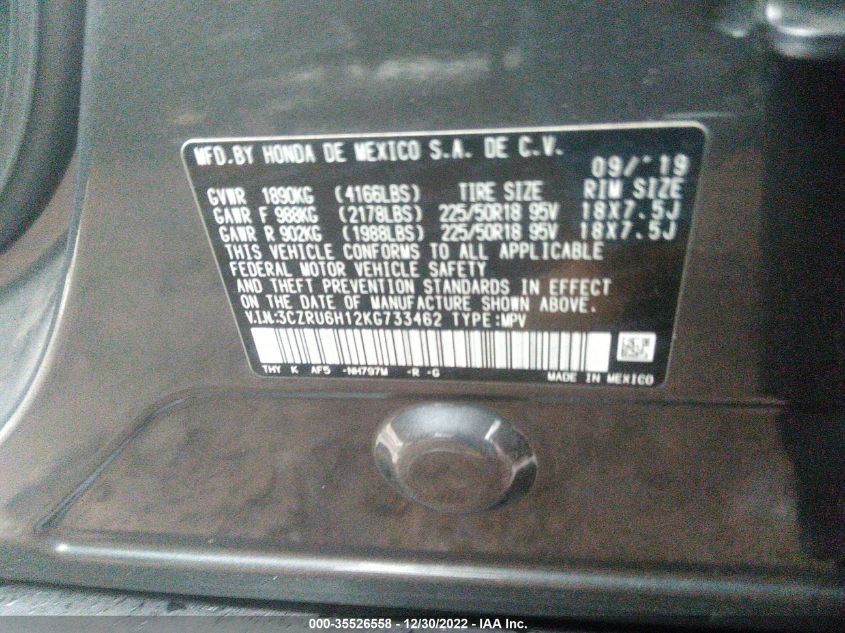 MFD.BY HONDA DE MEXICO S.A. DE C.V.
09/'19
GVWR 1890KG (4166LBS) TIRE SIZE RIM SIZE
GAWR F 988KG (2178LBS) 225/50R18 95V 18X7.5J
GAWR R 902KG (1988LBS) 225/50R18 95V 18X7.5J
THIS VEHICLE CONFORMS TO ALL APPLICABLE
FEDERAL MOTOR VEHICLE SAFETY
AND THEFT PREVENTION STANDARDS IN EFFECT
ON THE DATE OF MANUFACTURE SHOWN ABOVE.
V.I.N:3CZRU6H12KG733462 TYPE:MPV
THY K AF5 -NH797M -R -G
MADE IN MEXICO
000-35526558 - 12/30/2022 - IAA Inc.